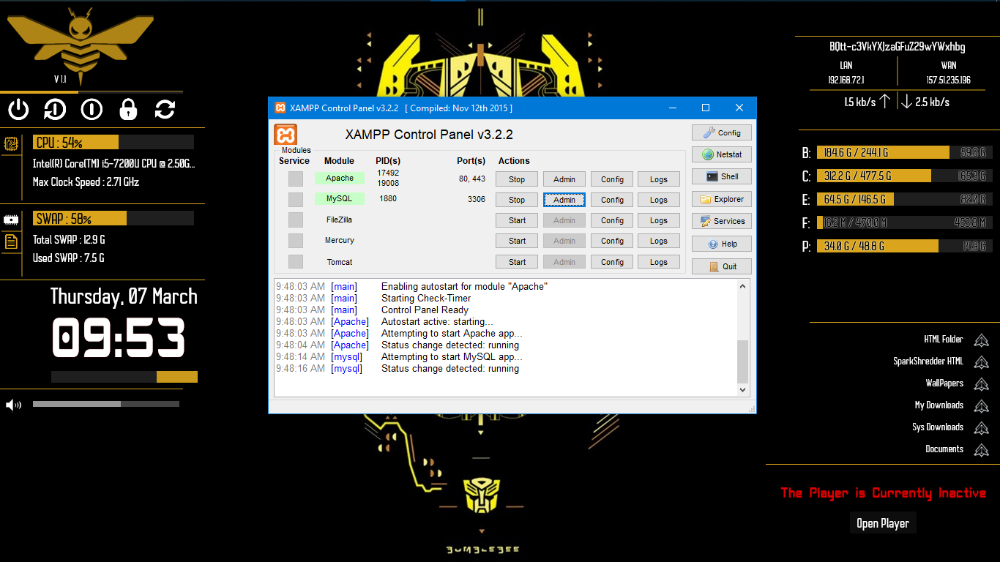 V 1.1
CPU : 54%
Intel(R) Core(TM) i5-7200U CPU @ 2.50G...
Max Clock Speed : 2.71 GHz
SWAP : 58%
Total SWAP : 12.9 G
Used SWAP : 7.5 G
Thursday, 07 March
09:53
XAMPP Control Panel v3.2.2 [ Compiled: Nov 12th 2015 ]
XAMPP Control Panel v3.2.2
Modules
Service Module PID(s) Port(s) Actions
Apache 17492 19008 80, 443 Stop Admin Config Logs
MySQL 1880 3306 Stop Admin Config Logs
FileZilla Start Admin Config Logs
Mercury Start Admin Config Logs
Tomcat Start Admin Config Logs
Config
Netstat
Shell
Explorer
Services
Help
Quit
9:48:03 AM [main] Enabling autostart for module "Apache"
9:48:03 AM [main] Starting Check-Timer
9:48:03 AM [main] Control Panel Ready
9:48:03 AM [Apache] Autostart active: starting...
9:48:03 AM [Apache] Attempting to start Apache app...
9:48:04 AM [Apache] Status change detected: running
9:48:14 AM [mysql] Attempting to start MySQL app...
9:48:16 AM [mysql] Status change detected: running
BUMBLEBEE
BQtt-c3VkYXJzaGFuZ29wYWxhbg
LAN WAN
192.168.72.1 157.51.235.196
1.5 kb/s 2.5 kb/s
B: 184.6 G / 244.1 G 59.6 G
C: 312.2 G / 477.5 G 165.3 G
E: 64.5 G / 146.5 G 82.0 G
F: 16.2 M / 470.0 M 453.8 M
P: 34.0 G / 48.8 G 14.9 G
HTML Folder
SparkShredder HTML
WallPapers
My Downloads
Sys Downloads
Documents
The Player is Currently Inactive
Open Player